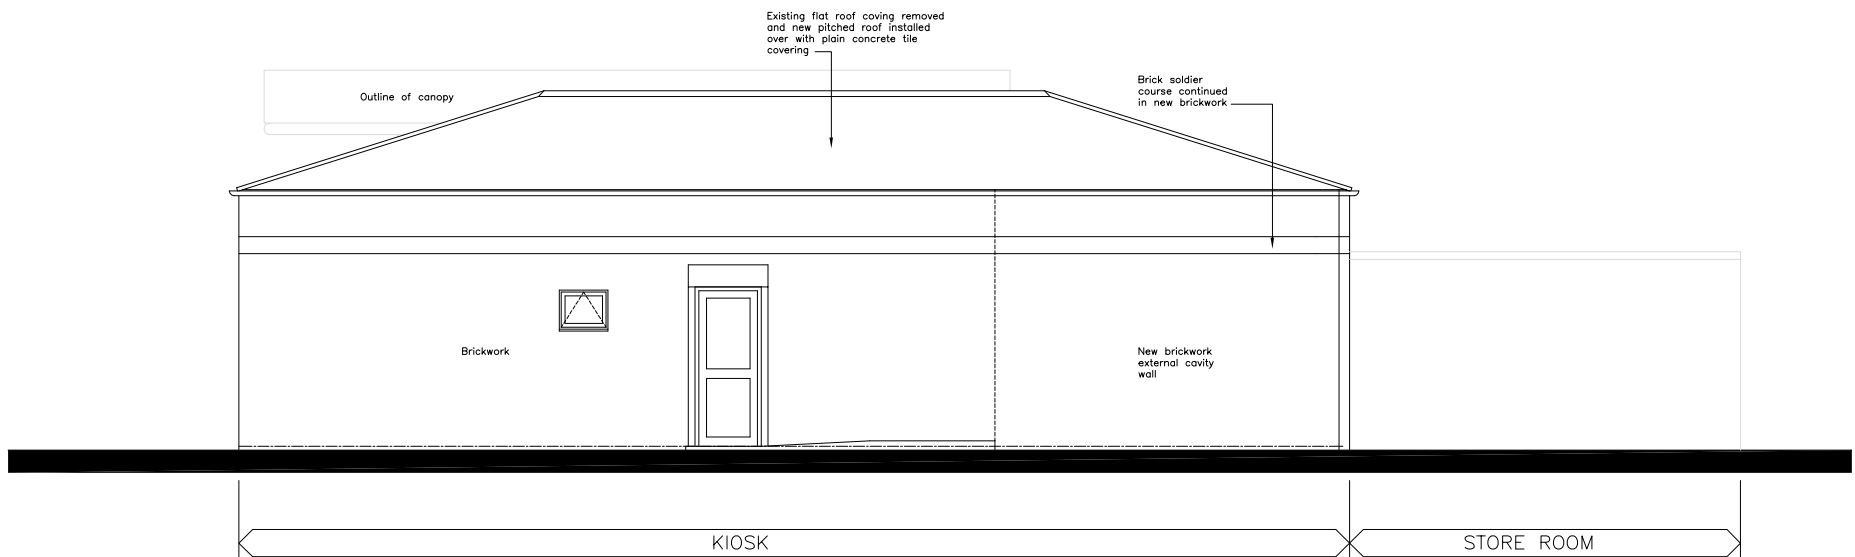 Existing flat roof coving removed
and new pitched roof installed
over with plain concrete tile
covering
Outline of canopy
Brick soldier
course continued
in new brickwork
Brickwork
New brickwork
external cavity
wall
KIOSK
STORE ROOM